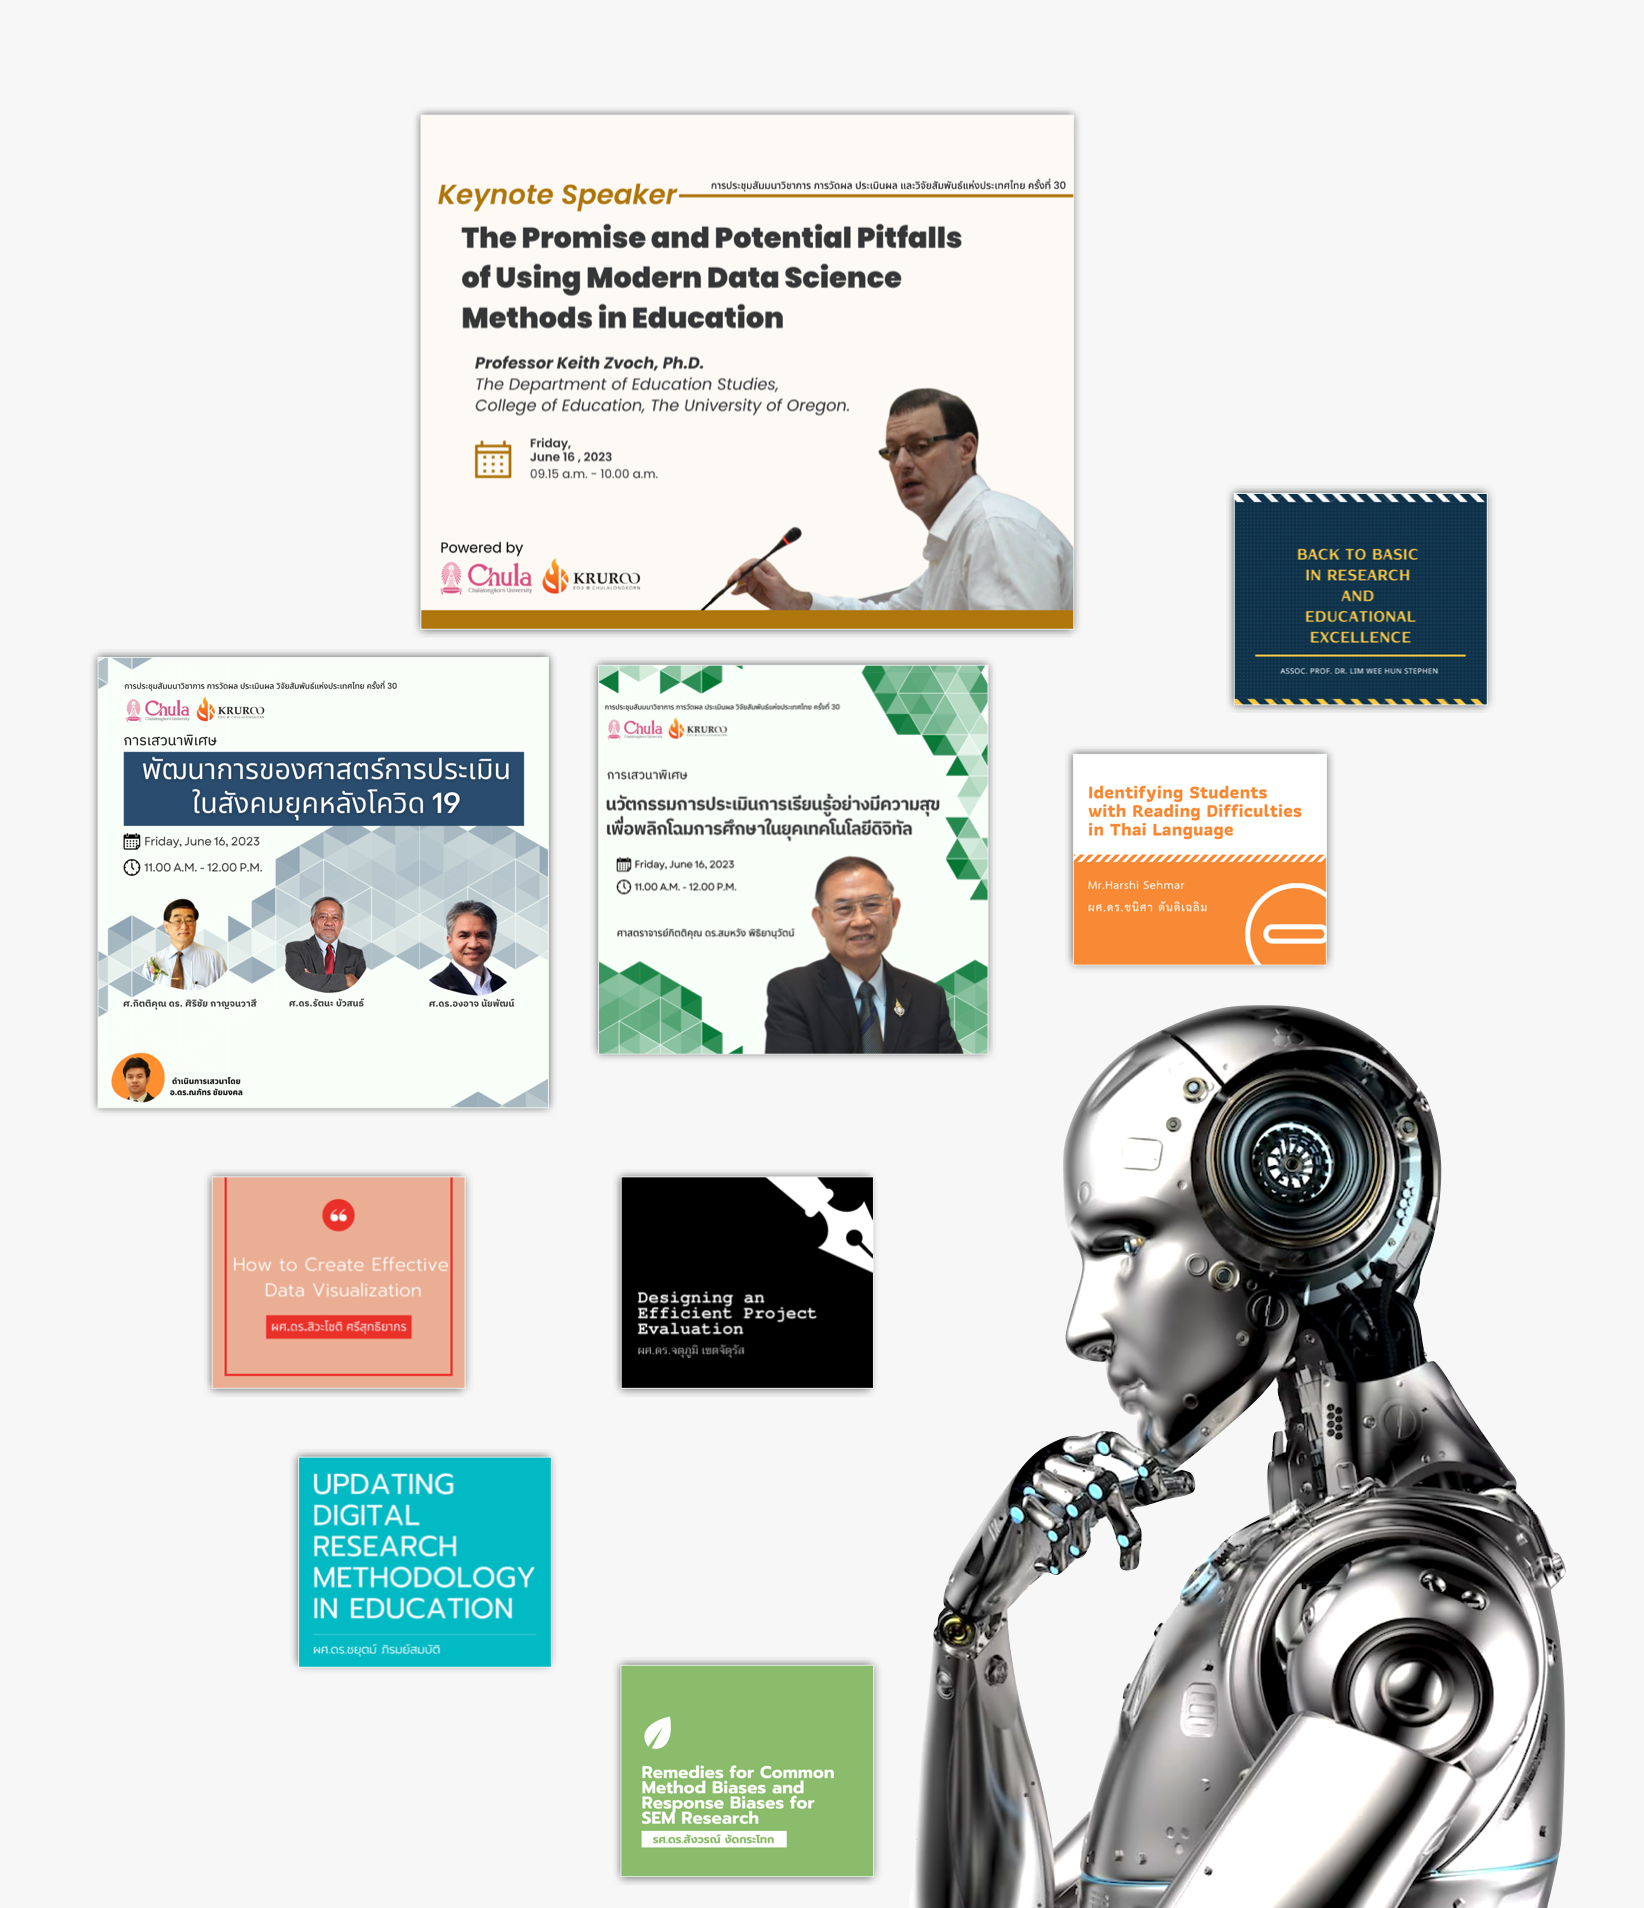 การประชุมสัมมนาวิชาการ การวัดผล ประเมินผล และวิจัยสัมพันธ์แห่งประเทศไทย ครั้งที่ 30
Keynote Speaker
The Promise and Potential Pitfalls
of Using Modern Data Science
Methods in Education
Professor Keith Zvoch, Ph.D.
The Department of Education Studies,
College of Education, The University of Oregon.
Friday,
June 16 , 2023
09.15 a.m. - 10.00 a.m.
Powered by
Chula
Chulalongkorn University
KRUROO
EDU @ CHULALONGKORN
BACK TO BASIC
IN RESEARCH
AND
EDUCATIONAL
EXCELLENCE
ASSOC. PROF. DR. LIM WEE HUN STEPHEN
การประชุมสัมมนาวิชาการ การวัดผล ประเมินผล วิจัยสัมพันธ์แห่งประเทศไทย ครั้งที่ 30
Chula
Chulalongkorn University
KRUROO
EDU @ CHULALONGKORN
การเสวนาพิเศษ
พัฒนาการของศาสตร์การประเมิน
ในสังคมยุคหลังโควิด 19
Friday, June 16, 2023
11.00 A.M. - 12.00 P.M.
ศ.กิตติคุณ ดร. ศิริชัย กาญจนวาสี
ศ.ดร.รัตนะ บัวสนธ์
ศ.ดร.องอาจ นัยพัฒน์
ดำเนินการเสวนาโดย
อ.ดร.ณภัทร ชัยมงคล
การประชุมสัมมนาวิชาการ การวัดผล ประเมินผล วิจัยสัมพันธ์แห่งประเทศไทย ครั้งที่ 30
Chula
Chulalongkorn University
KRUROO
EDU @ CHULALONGKORN
การเสวนาพิเศษ
นวัตกรรมการประเมินการเรียนรู้อย่างมีความสุข
เพื่อพลิกโฉมการศึกษาในยุคเทคโนโลยีดิจิทัล
Friday, June 16, 2023
11.00 A.M. - 12.00 P.M.
ศาสตราจารย์กิตติคุณ ดร.สมหวัง พิธิยานุวัฒน์
Identifying Students
with Reading Difficulties
in Thai Language
Mr.Harshi Sehmar
ผศ.ดร.ชนิศา ตันติเฉลิม
How to Create Effective
Data Visualization
ผศ.ดร.สิวะโชติ ศรีสุทธิยากร
Designing an
Efficient Project
Evaluation
ผศ.ดร.จตุภูมิ เขตจัตุรัส
UPDATING
DIGITAL
RESEARCH
METHODOLOGY
IN EDUCATION
ผศ.ดร.ชยุตม์ ภิรมย์สมบัติ
Remedies for Common
Method Biases and
Response Biases for
SEM Research
รศ.ดร.สังวรณ์ งัดกระโทก